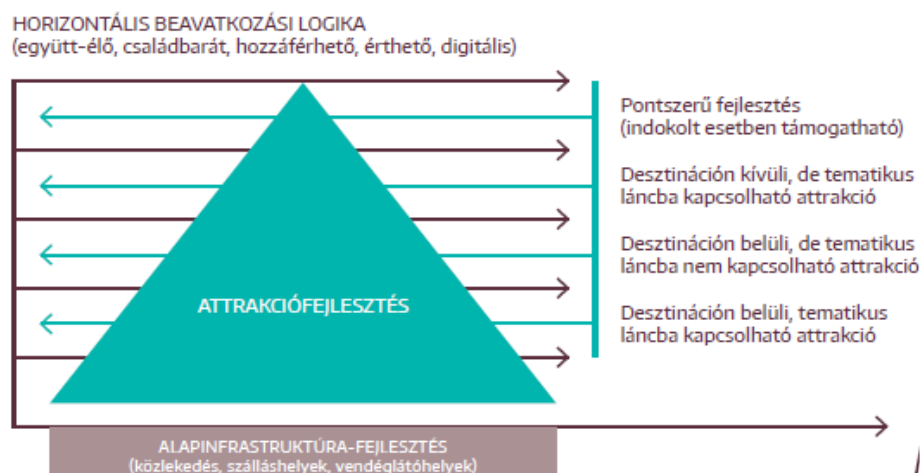 HORIZONTÁLIS BEAVATKOZÁSI LOGIKA
(együtt-élő, családbarát, hozzáférhető, érthető, digitális)
Pontszerű fejlesztés
(indokolt esetben támogatható)
Desztináción kívüli, de tematikus
láncba kapcsolható attrakció
Desztináción belüli, de tematikus
láncba nem kapcsolható attrakció
Desztináción belüli, tematikus
láncba kapcsolható attrakció
ATTRAKCIÓFEJLESZTÉS
ALAPINFRASTRUKTÚRA-FEJLESZTÉS
(közlekedés, szálláshelyek, vendéglátóhelyek)